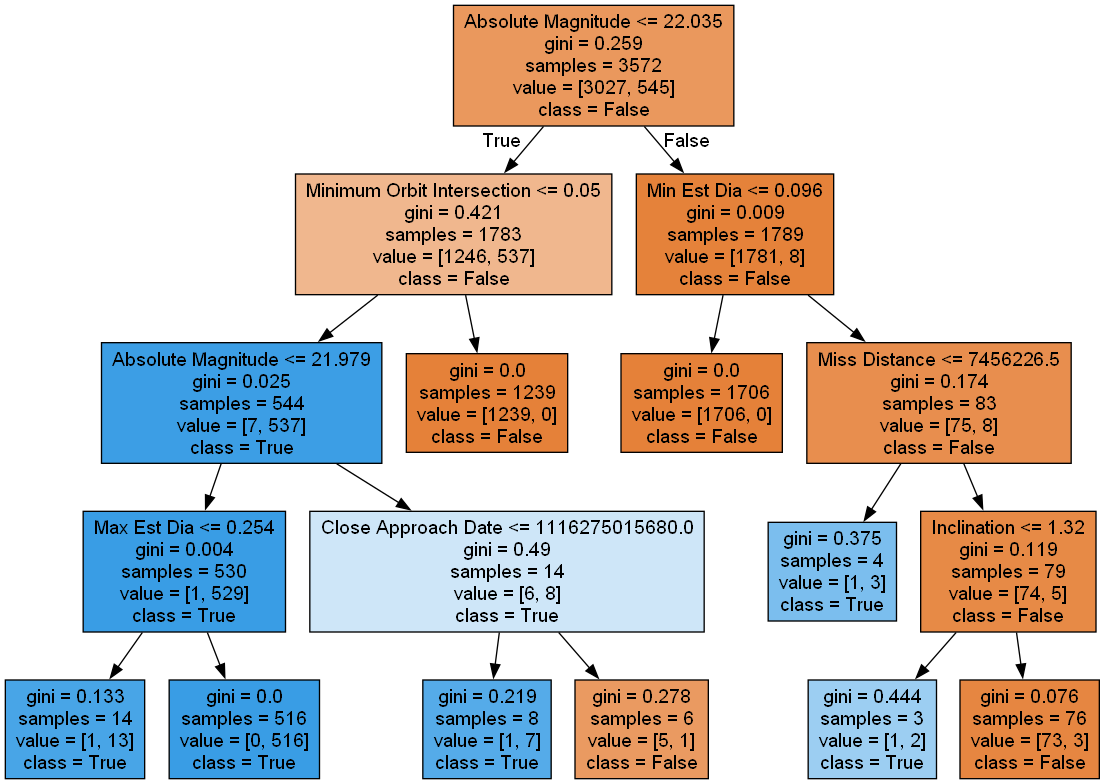 Absolute Magnitude <= 22.035
gini = 0.259
samples = 3572
value = [3027, 545]
class = False
True
False
Minimum Orbit Intersection <= 0.05
gini = 0.421
samples = 1783
value = [1246, 537]
class = False
Min Est Dia <= 0.096
gini = 0.009
samples = 1789
value = [1781, 8]
class = False
Absolute Magnitude <= 21.979
gini = 0.025
samples = 544
value = [7, 537]
class = True
gini = 0.0
samples = 1239
value = [1239, 0]
class = False
gini = 0.0
samples = 1706
value = [1706, 0]
class = False
Miss Distance <= 7456226.5
gini = 0.174
samples = 83
value = [75, 8]
class = False
Max Est Dia <= 0.254
gini = 0.004
samples = 530
value = [1, 529]
class = True
Close Approach Date <= 1116275015680.0
gini = 0.49
samples = 14
value = [6, 8]
class = True
gini = 0.375
samples = 4
value = [1, 3]
class = True
Inclination <= 1.32
gini = 0.119
samples = 79
value = [74, 5]
class = False
gini = 0.133
samples = 14
value = [1, 13]
class = True
gini = 0.0
samples = 516
value = [0, 516]
class = True
gini = 0.219
samples = 8
value = [1, 7]
class = True
gini = 0.278
samples = 6
value = [5, 1]
class = False
gini = 0.444
samples = 3
value = [1, 2]
class = True
gini = 0.076
samples = 76
value = [73, 3]
class = False